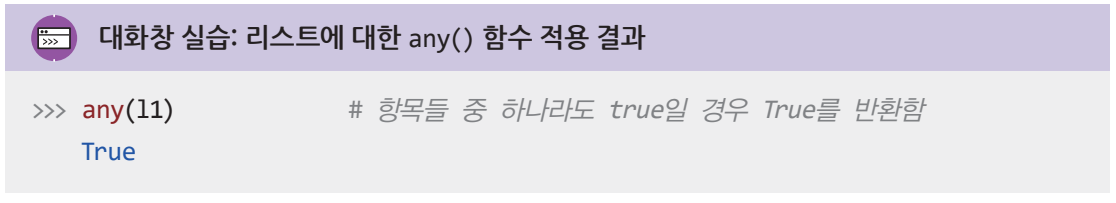 >>>
대화창 실습: 리스트에 대한 any() 함수 적용 결과
>>> any(l1) # 항목들 중 하나라도 true일 경우 True를 반환함
True